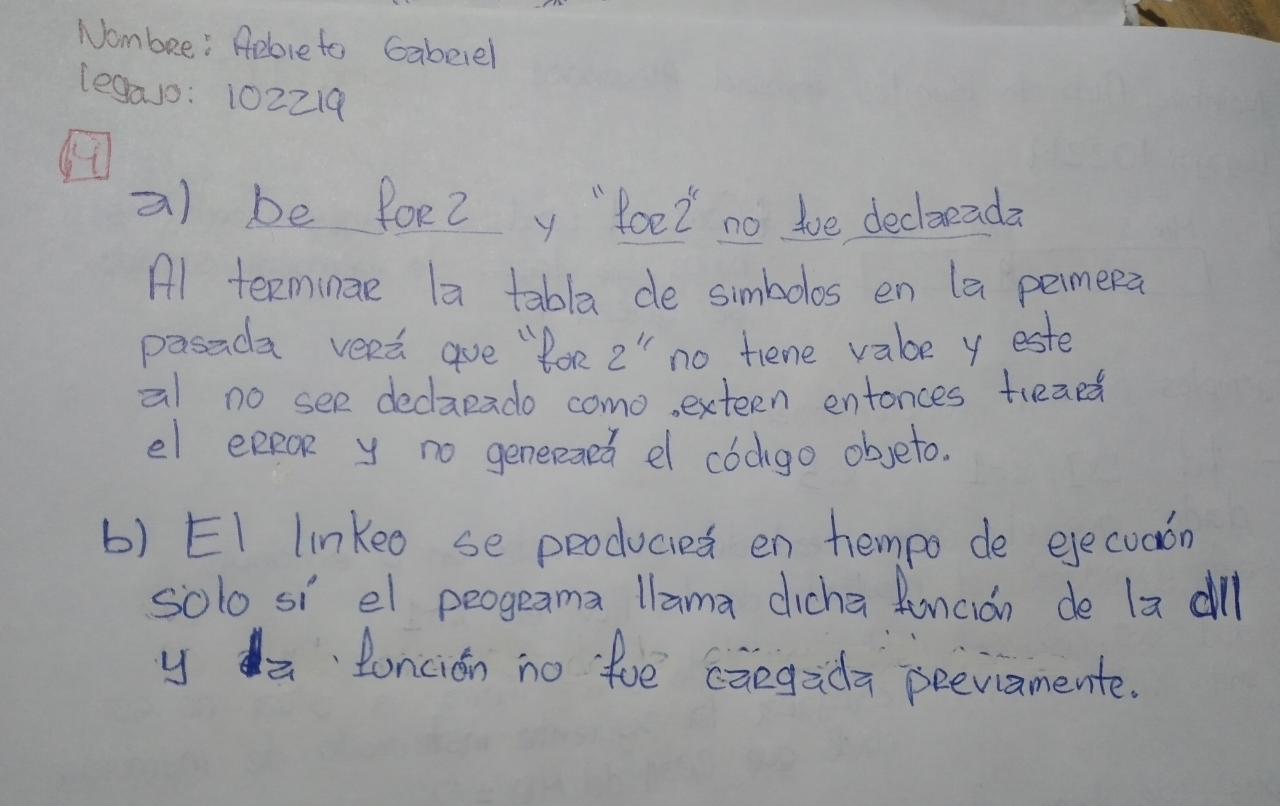 Nombre: Arbieto Gabriel
Legajo: 102219
4
a) be for2 y "for2" no fue declarada
Al terminar la tabla de simbolos en la primera
pasada verá que "for 2" no tiene valor y este
al no ser declarado como .extern entonces tirará
el error y no generará el código objeto.
b) El linkeo se producirá en tiempo de ejecución
solo sí el programa llama dicha función de la dll
y la función no fue cargada previamente.